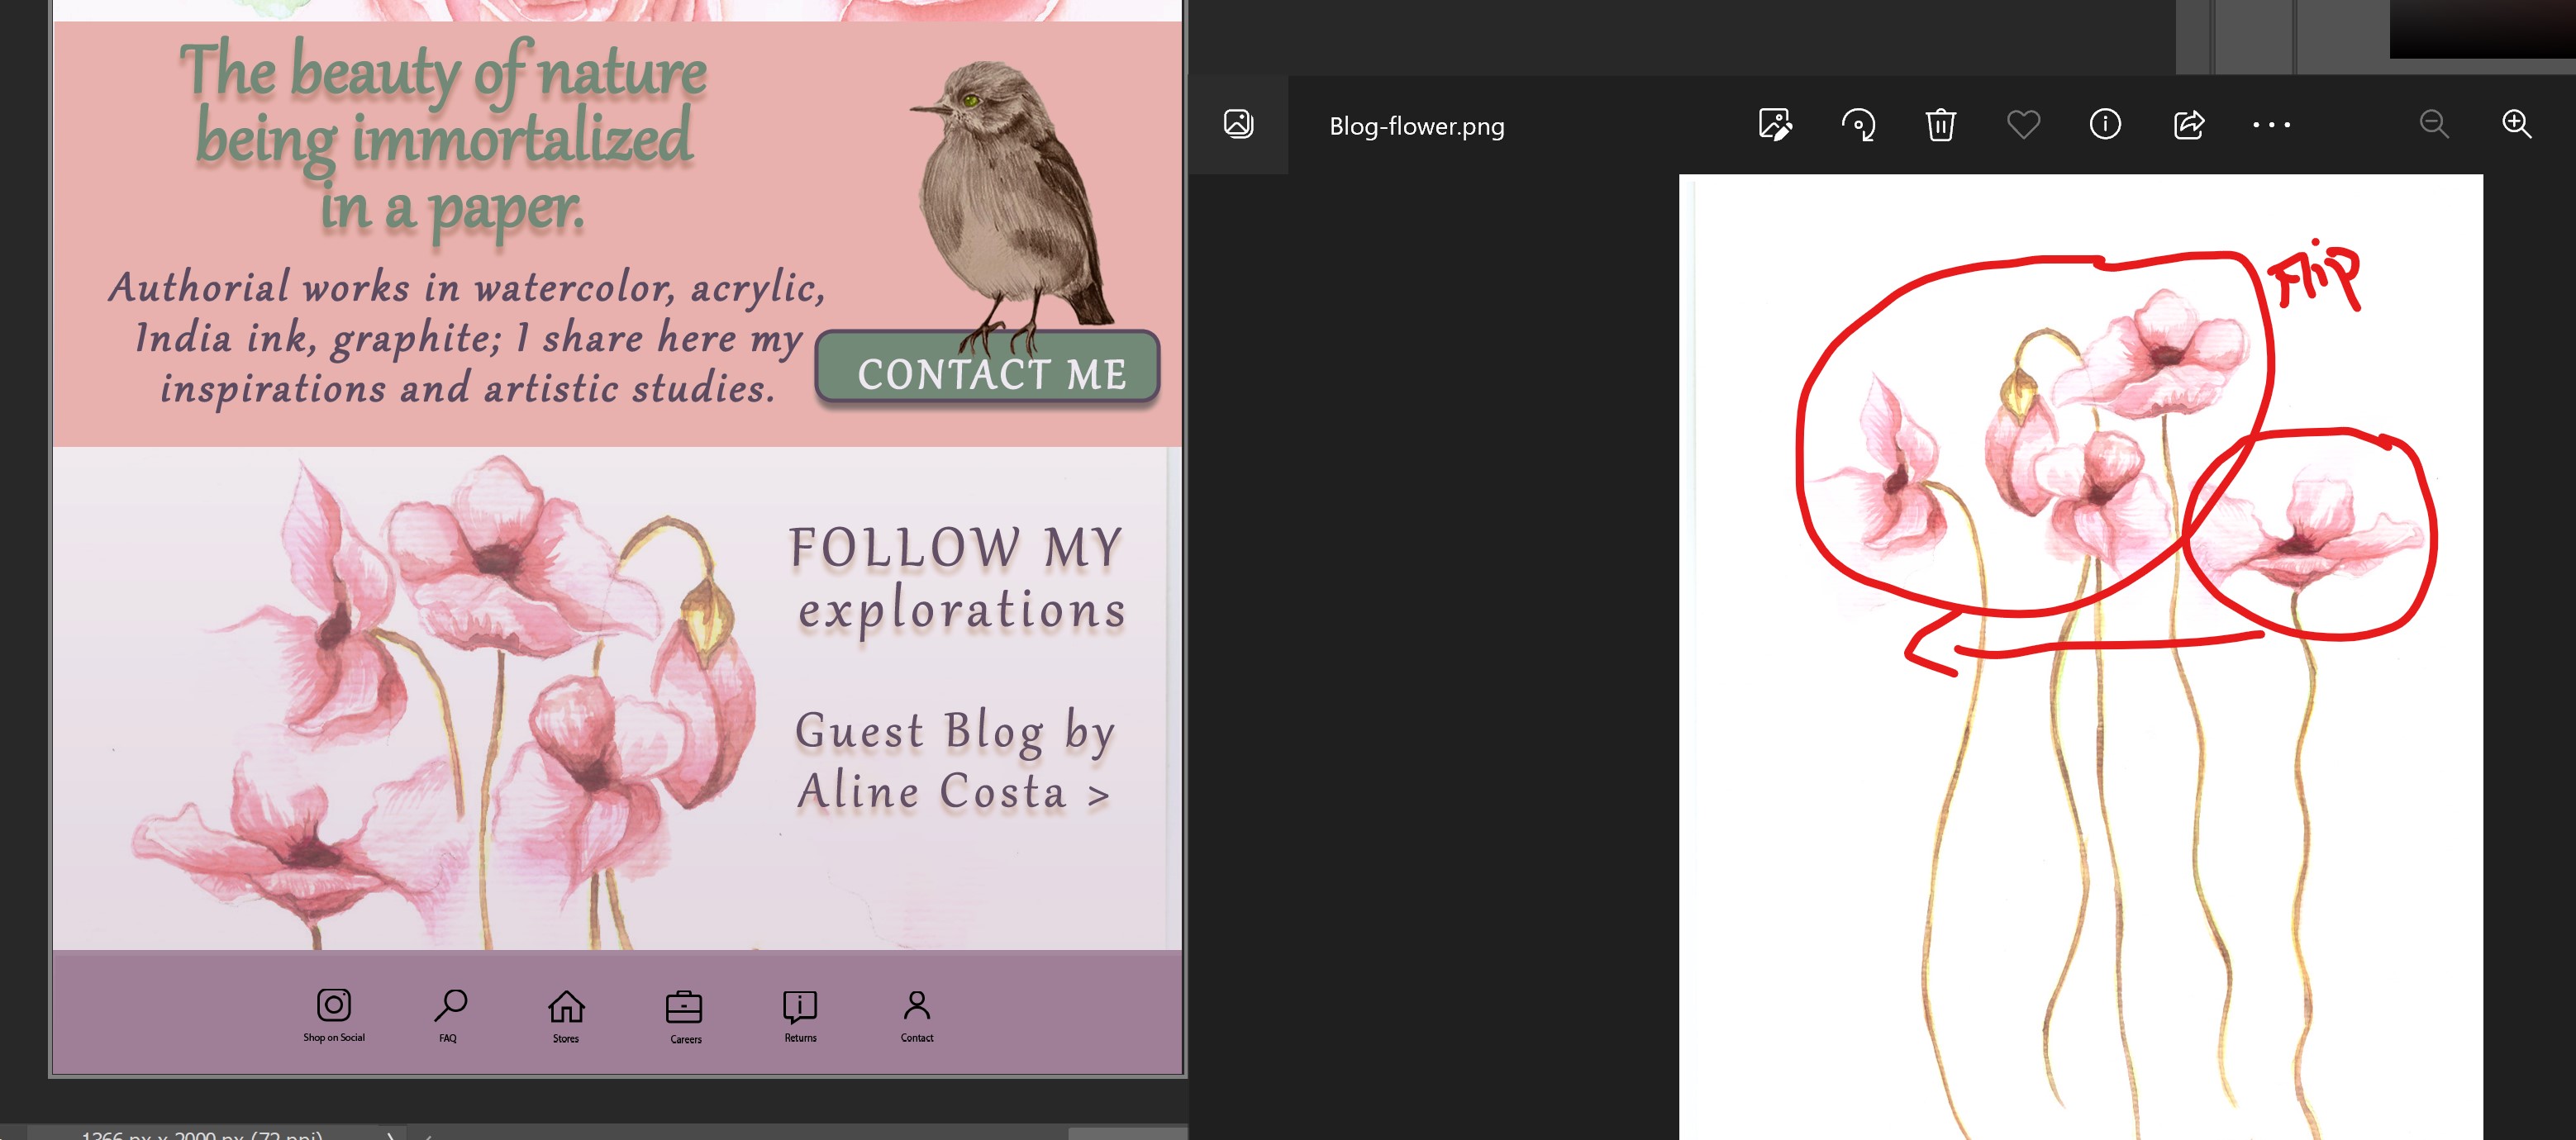 The beauty of nature
being immortalized
in a paper.
Authorial works in watercolor, acrylic,
India ink, graphite; I share here my
inspirations and artistic studies.
CONTACT ME
FOLLOW MY
explorations
Guest Blog by
Aline Costa >
Shop on Social
FAQ
Stores
Careers
Returns
Contact
1366 px x 2000 px (72 ppi)
Blog-flower.png
Flip